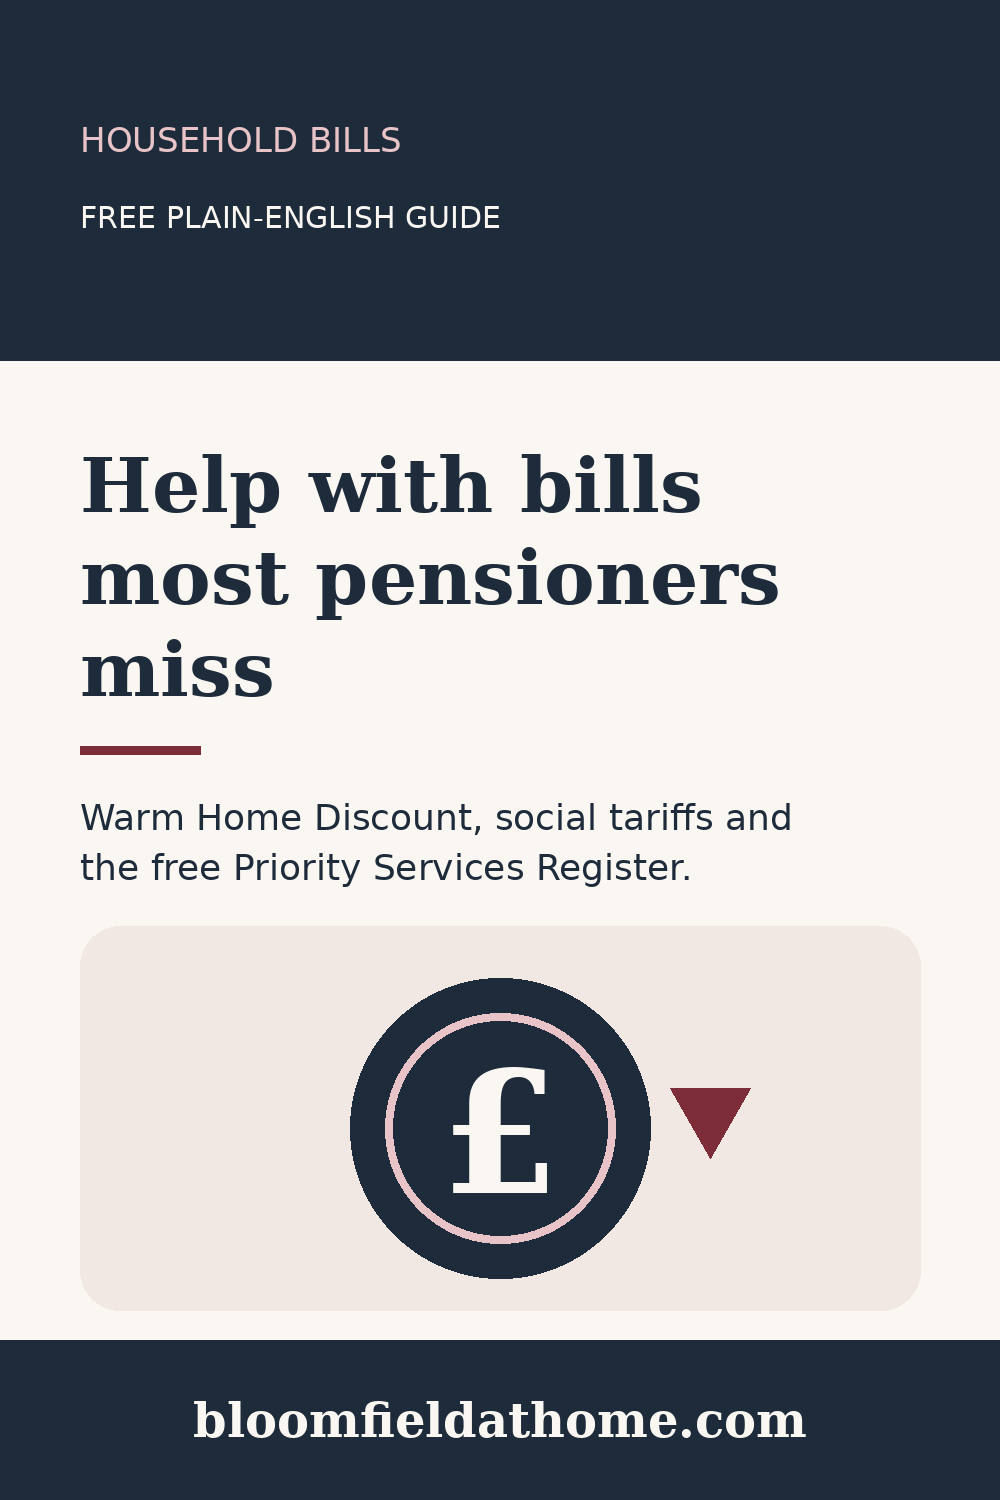 HOUSEHOLD BILLS
FREE PLAIN-ENGLISH GUIDE
Help with bills
most pensioners
miss
Warm Home Discount, social tariffs and
the free Priority Services Register.
£
bloomfieldathome.com